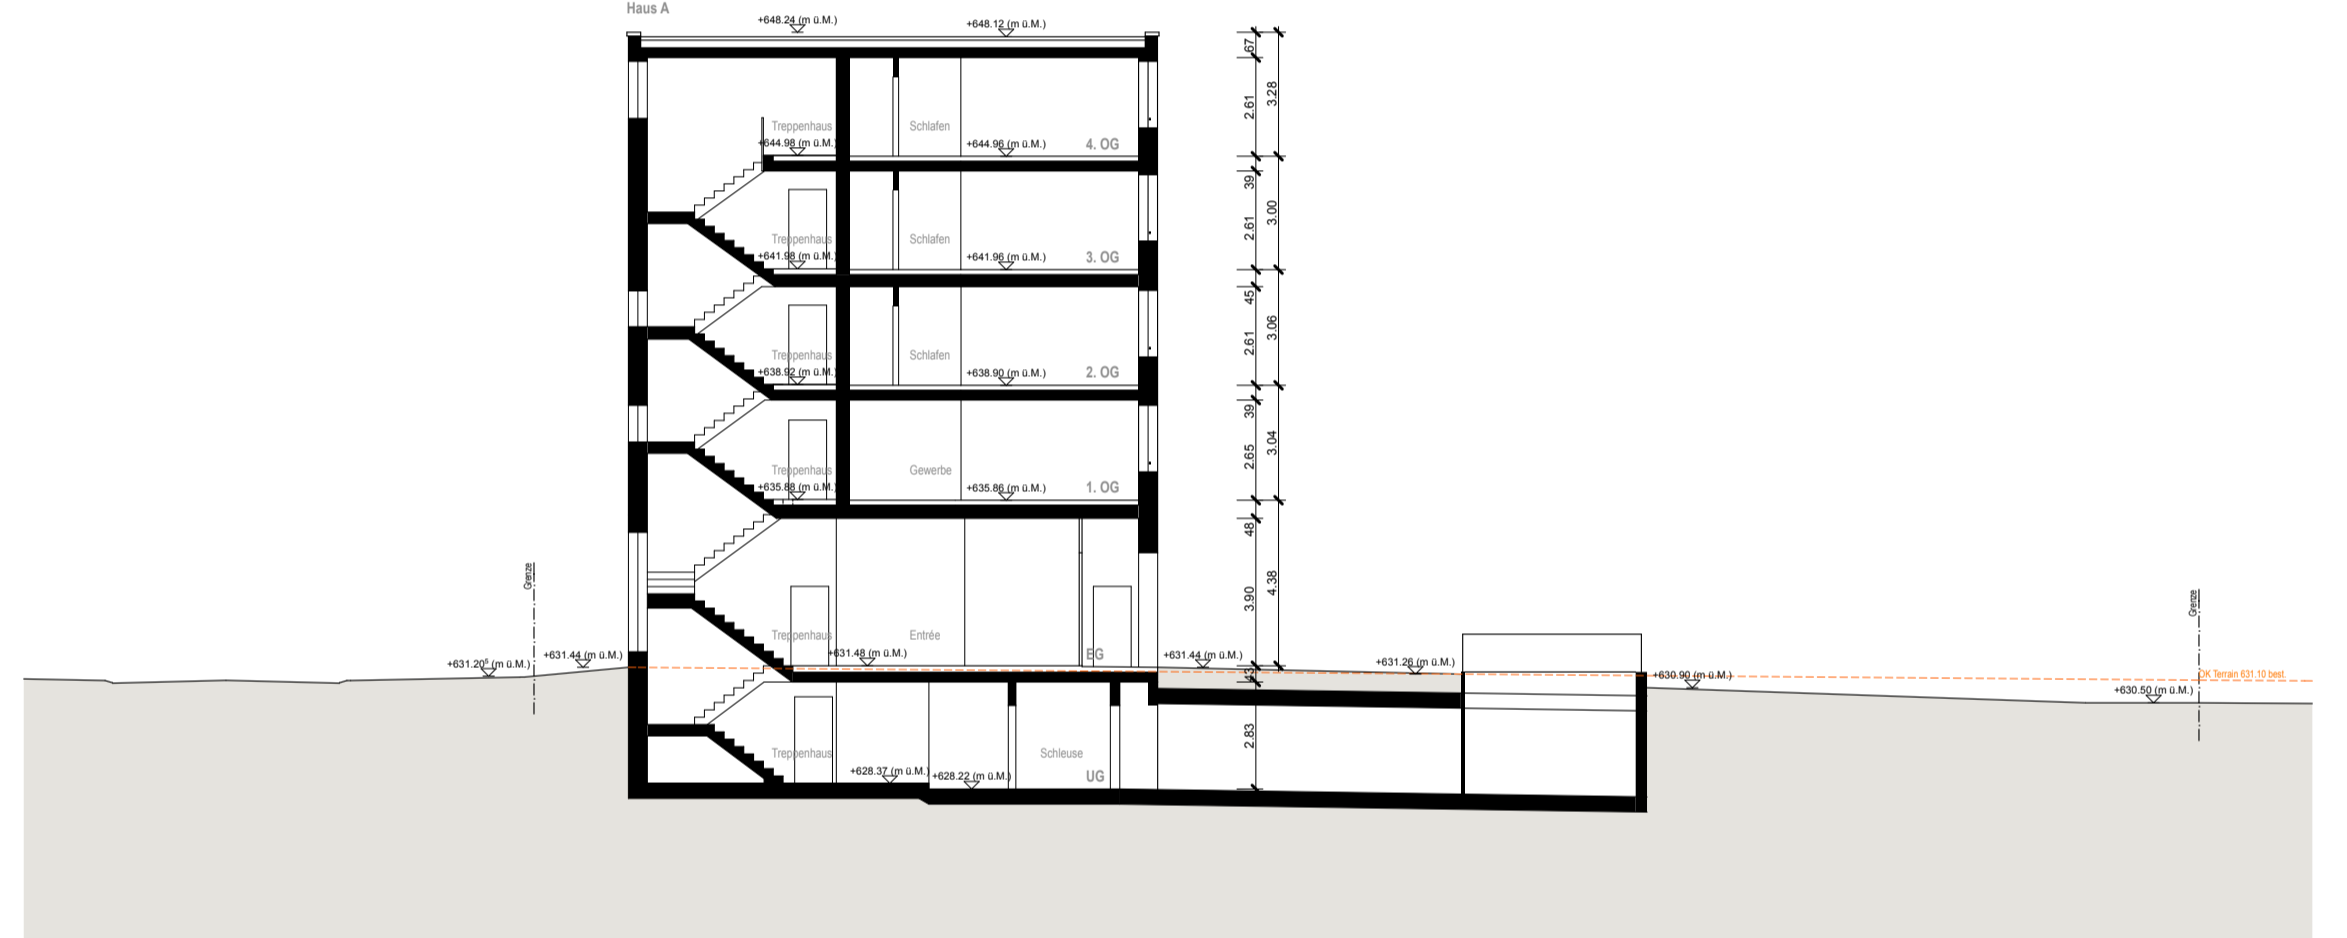 Haus A
+648.24 (m ü.M.)
+648.12 (m ü.M.)
67
2.61
3.28
Treppenhaus
Schlafen
+644.98 (m ü.M.)
+644.96 (m ü.M.)
4. OG
39
2.61
3.00
Treppenhaus
Schlafen
+641.98 (m ü.M.)
+641.96 (m ü.M.)
3. OG
45
2.61
3.06
Treppenhaus
Schlafen
+638.92 (m ü.M.)
+638.90 (m ü.M.)
2. OG
39
2.65
3.04
Treppenhaus
Gewerbe
+635.88 (m ü.M.)
+635.86 (m ü.M.)
1. OG
48
3.90
4.38
Grenze
Grenze
Treppenhaus
Entrée
+631.20⁵ (m ü.M.)
+631.44 (m ü.M.)
+631.48 (m ü.M.)
EG
+631.44 (m ü.M.)
+631.26 (m ü.M.)
43
+630.90 (m ü.M.)
OK Terrain 631.10 best.
+630.50 (m ü.M.)
2.83
Treppenhaus
Schleuse
+628.37 (m ü.M.)
+628.22 (m ü.M.)
UG